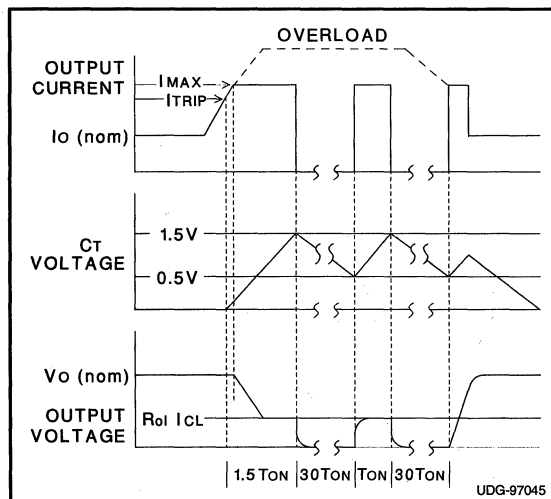 OVERLOAD
OUTPUT
CURRENT
IMAX
ITRIP
IO (nom)
CT
VOLTAGE
1.5V
0.5V
VO (nom)
OUTPUT
VOLTAGE
Rol ICL
1.5 TON
30TON
TON
30TON
UDG-97045